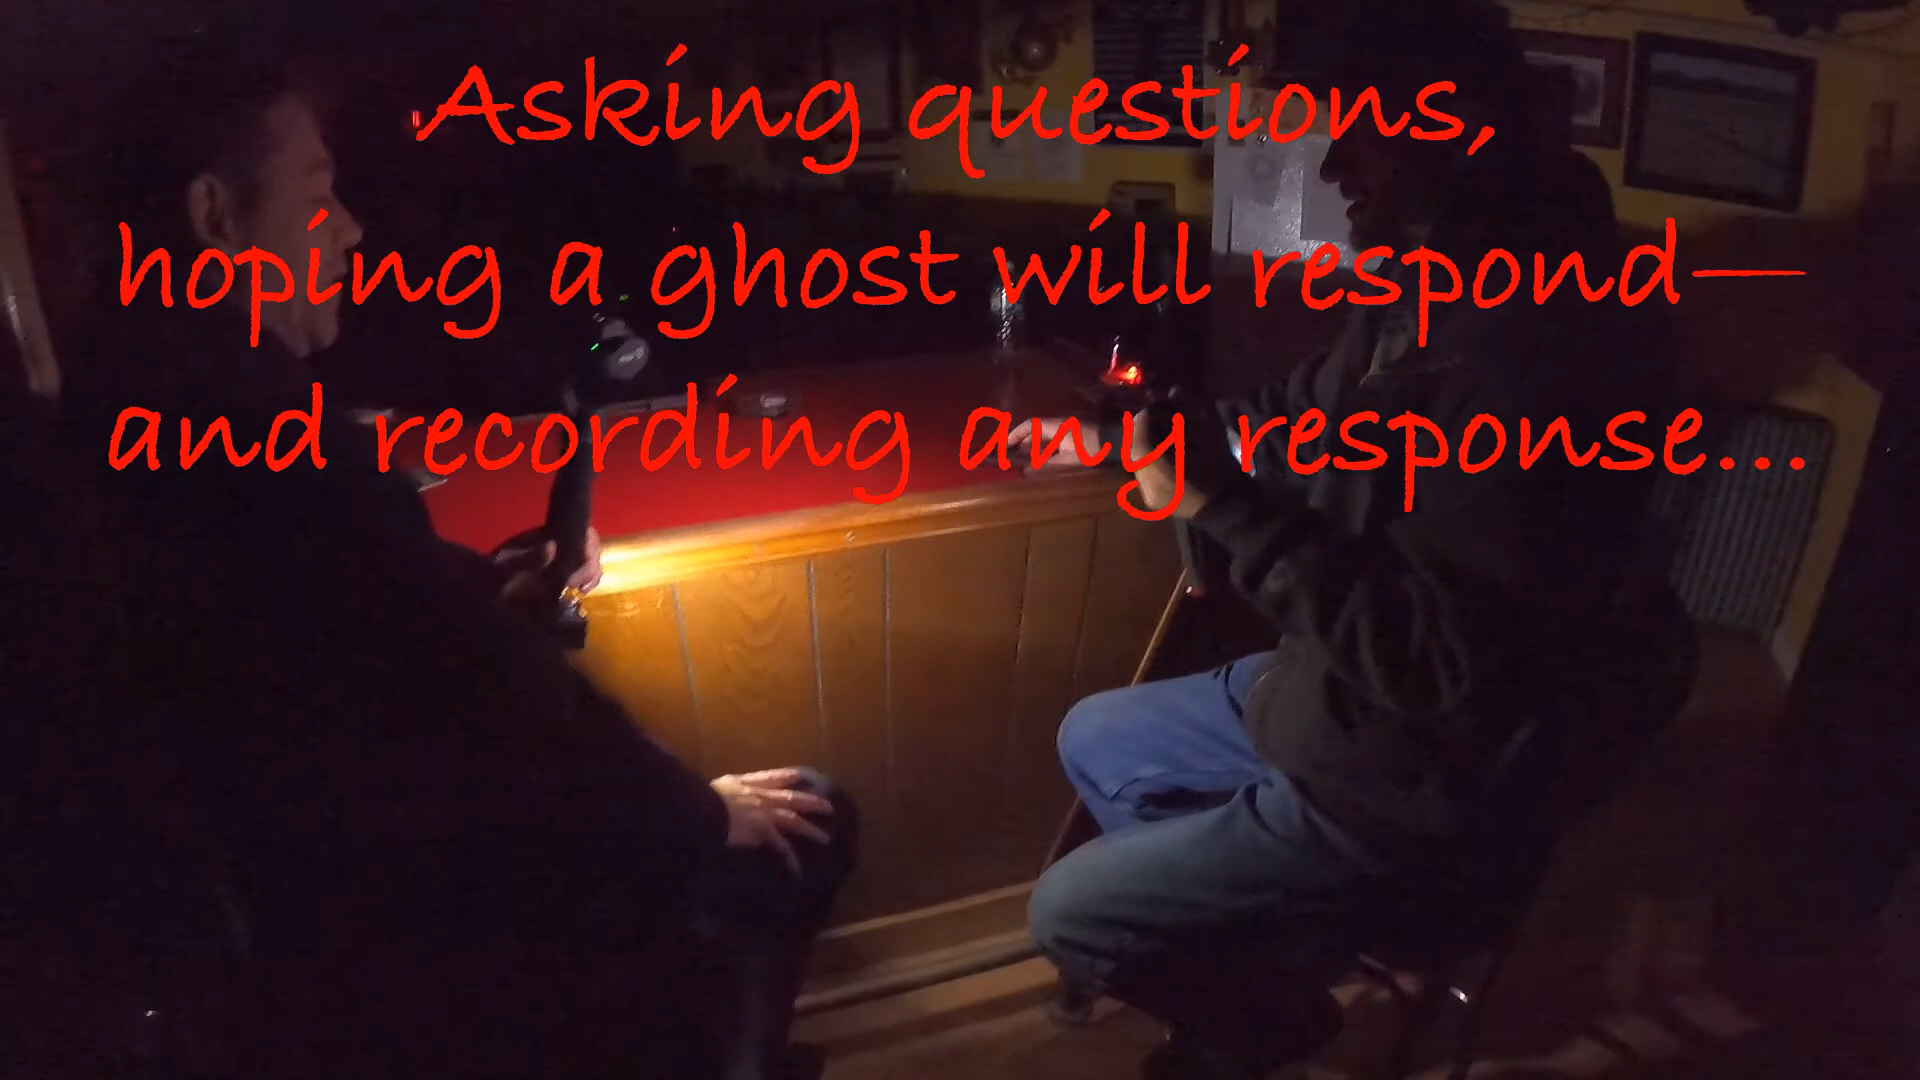 Asking questions,
hoping a ghost will respond—
and recording any response...